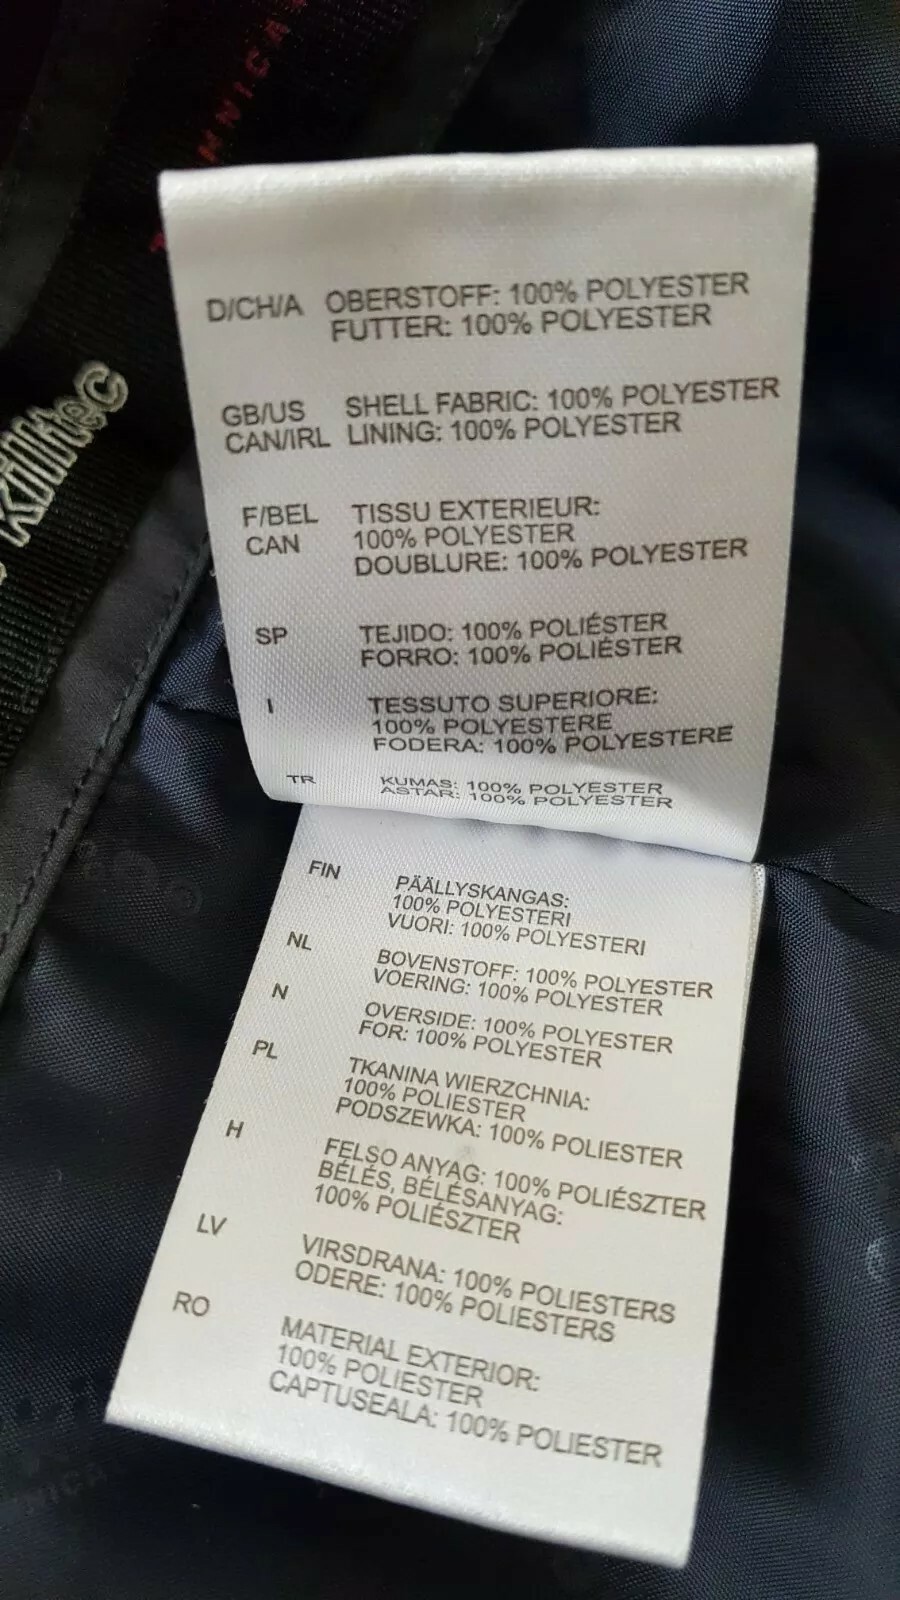 NNICA
killtec
D/CH/A OBERSTOFF: 100% POLYESTER
FUTTER: 100% POLYESTER
GB/US SHELL FABRIC: 100% POLYESTER
CAN/IRL LINING: 100% POLYESTER
F/BEL TISSU EXTERIEUR:
CAN 100% POLYESTER
DOUBLURE: 100% POLYESTER
SP TEJIDO: 100% POLIÉSTER
FORRO: 100% POLIÉSTER
I TESSUTO SUPERIORE:
100% POLYESTERE
FODERA: 100% POLYESTERE
TR KUMAS: 100% POLYESTER
ASTAR: 100% POLYESTER
FIN PÄÄLLYSKANGAS:
100% POLYESTERI
VUORI: 100% POLYESTERI
NL BOVENSTOFF: 100% POLYESTER
VOERING: 100% POLYESTER
N OVERSIDE: 100% POLYESTER
FOR: 100% POLYESTER
PL TKANINA WIERZCHNIA:
100% POLIESTER
PODSZEWKA: 100% POLIESTER
H FELSO ANYAG: 100% POLIÉSZTER
BÉLÉS, BÉLÉSANYAG:
100% POLIÉSZTER
LV VIRSDRANA: 100% POLIESTERS
ODERE: 100% POLIESTERS
RO MATERIAL EXTERIOR:
100% POLIESTER
CAPTUSEALA: 100% POLIESTER